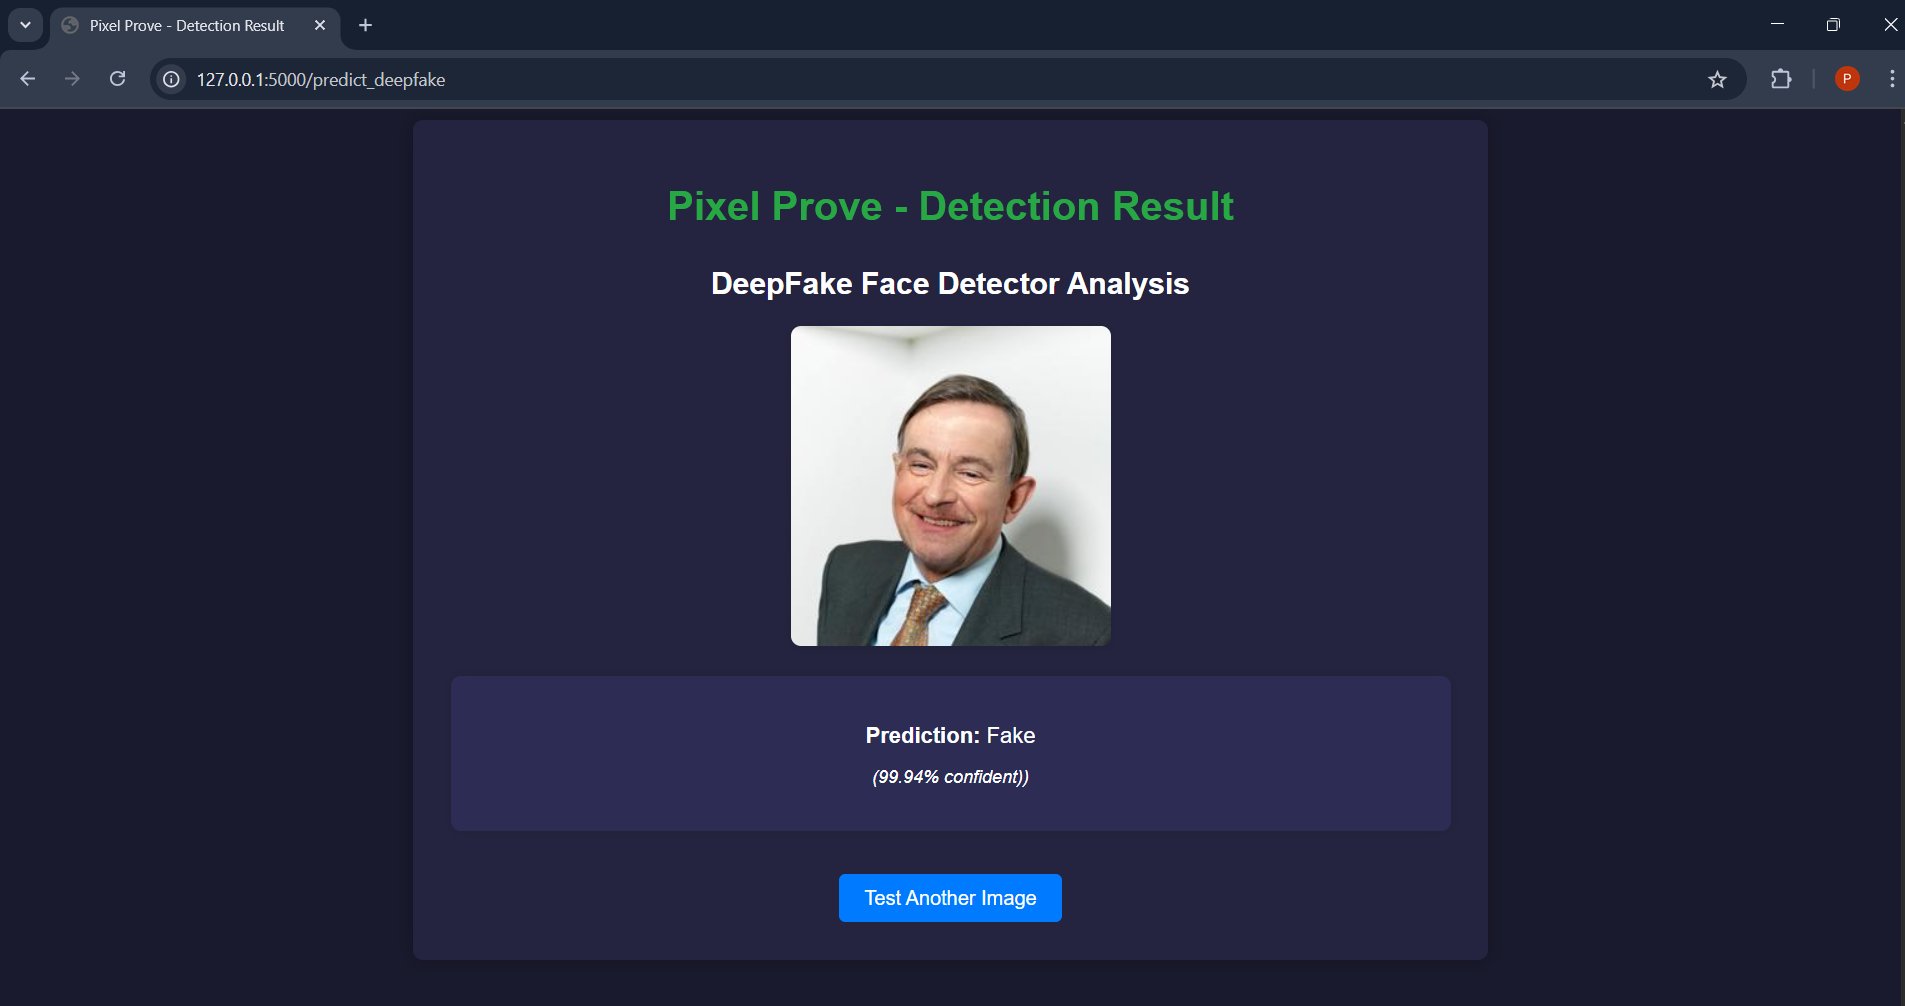 Pixel Prove - Detection Result
127.0.0.1:5000/predict_deepfake
P
Pixel Prove - Detection Result
DeepFake Face Detector Analysis
Prediction: Fake
(99.94% confident))
Test Another Image